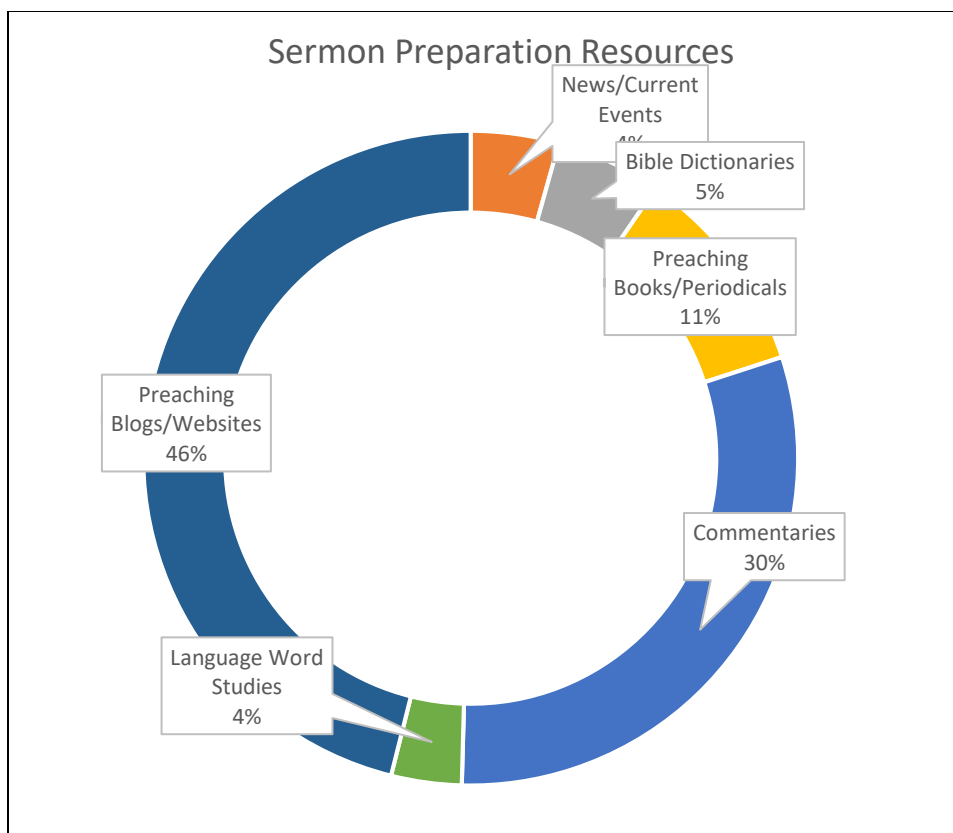 Sermon Preparation Resources
News/Current
Events
4%
Bible Dictionaries
5%
Preaching
Books/Periodicals
11%
Commentaries
30%
Language Word
Studies
4%
Preaching
Blogs/Websites
46%